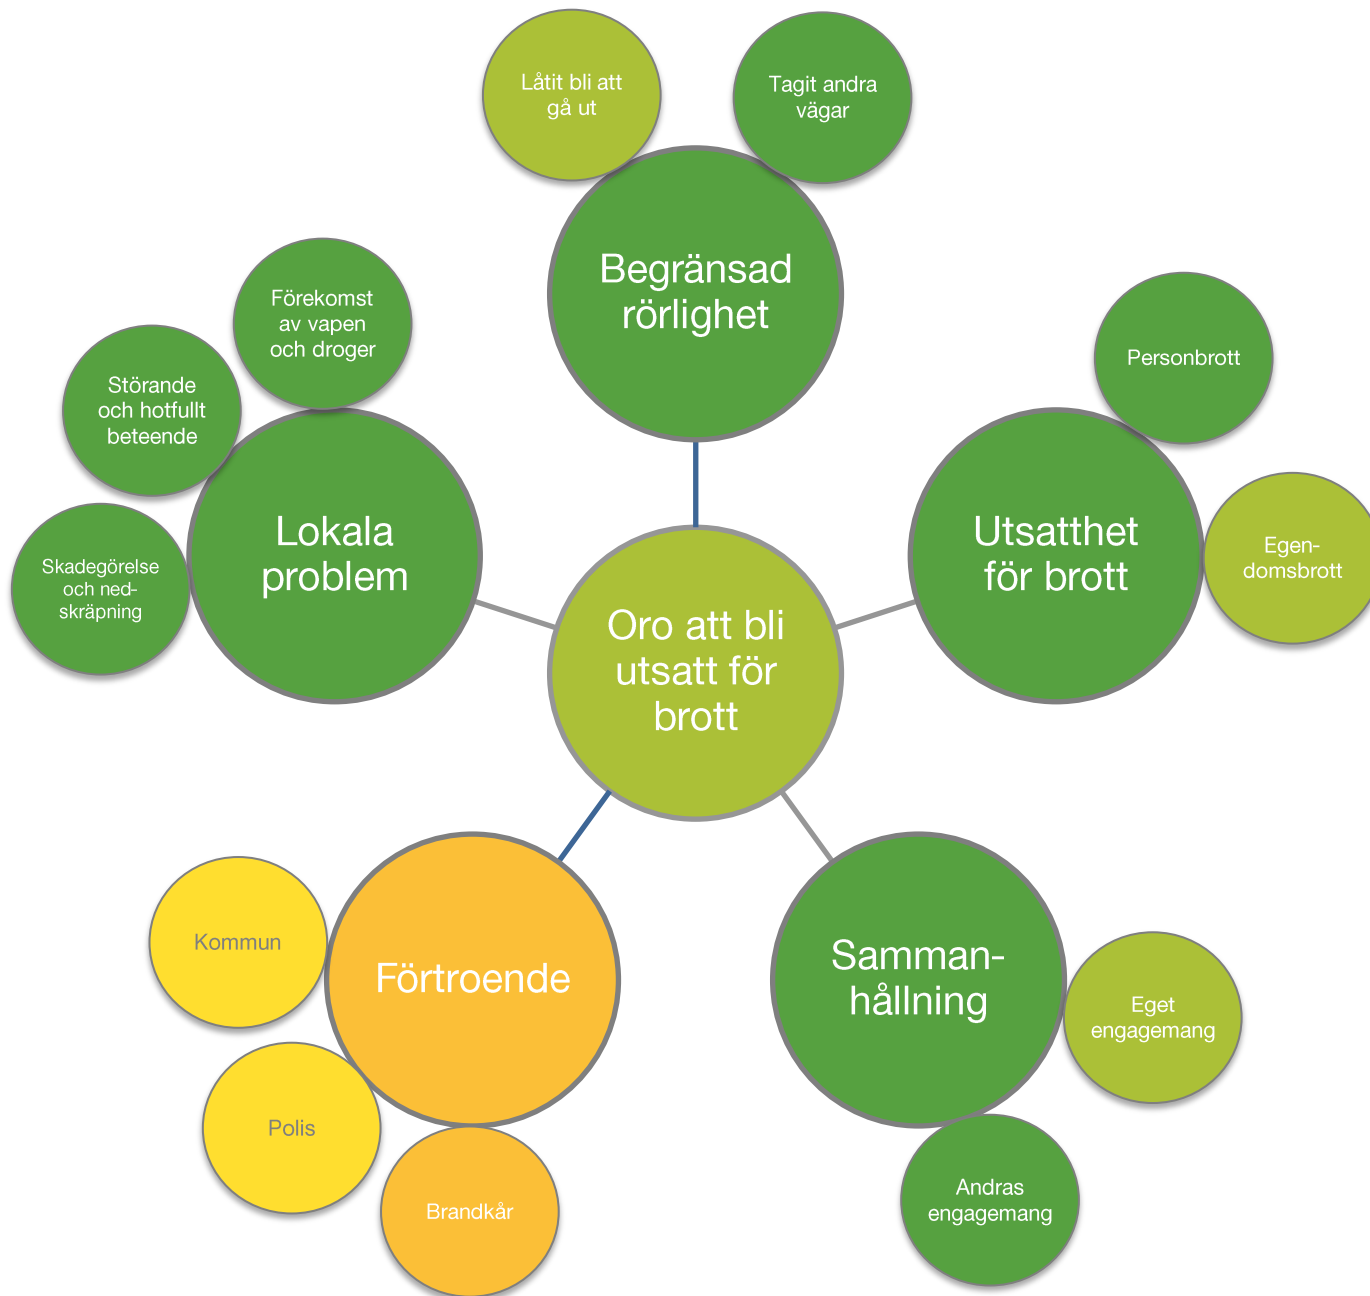 Låtit bli att
gå ut
Tagit andra
vägar
Begränsad
rörlighet
Förekomst
av vapen
och droger
Störande
och hotfullt
beteende
Skadegörelse
och ned-
skräpning
Lokala
problem
Personbrott
Egen-
domsbrott
Utsatthet
för brott
Oro att bli
utsatt för
brott
Kommun
Polis
Brandkår
Förtroende
Samman-
hållning
Eget
engagemang
Andras
engagemang